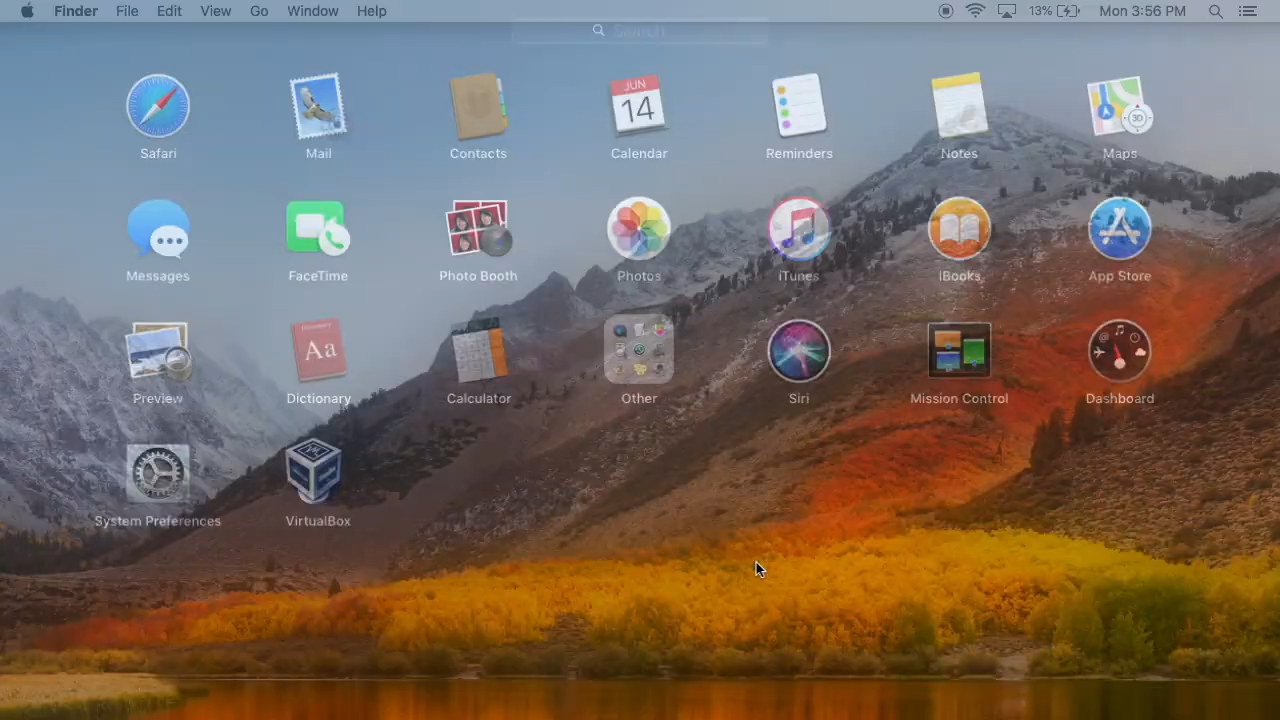 Finder File Edit View Go Window Help 13% Mon 3:56 PM
Search
JUN
14
30
Safari Mail Contacts Calendar Reminders Notes Maps
Messages FaceTime Photo Booth Photos iTunes iBooks App Store
Aa
Preview Dictionary Calculator Other Siri Mission Control Dashboard
System Preferences VirtualBox